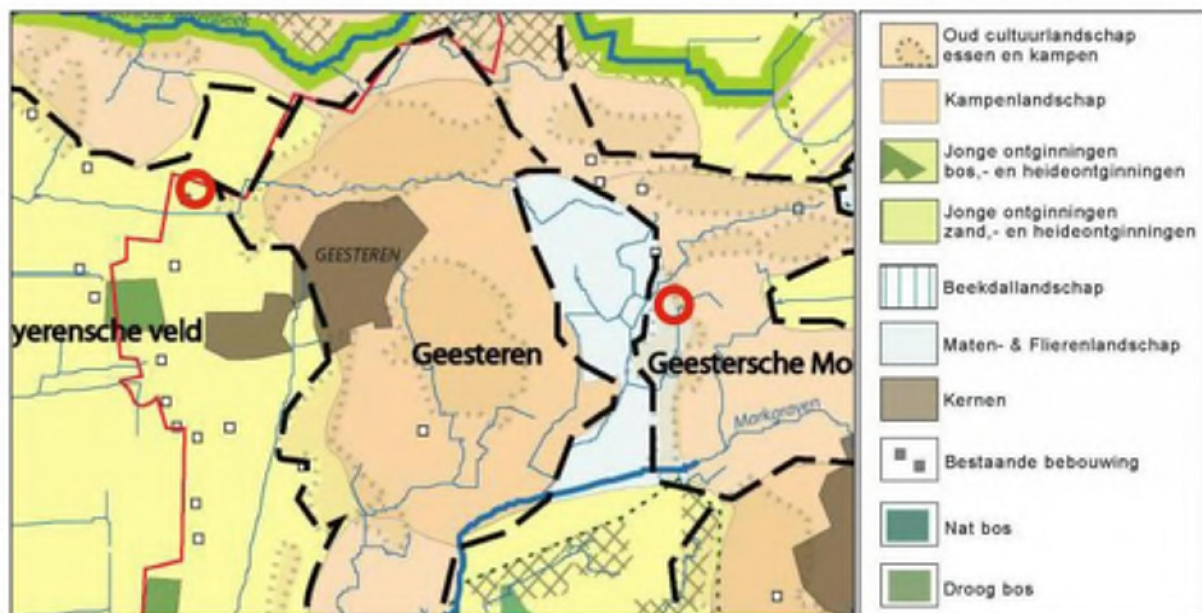 GEESTEREN
yerensche veld
Geesteren
Geestersche Mo
Markgraven
Oud cultuurlandschap
essen en kampen
Kampenlandschap
Jonge ontginningen
bos,- en heideontginningen
Jonge ontginningen
zand,- en heideontginningen
Beekdallandschap
Maten- & Flierenlandschap
Kernen
Bestaande bebouwing
Nat bos
Droog bos